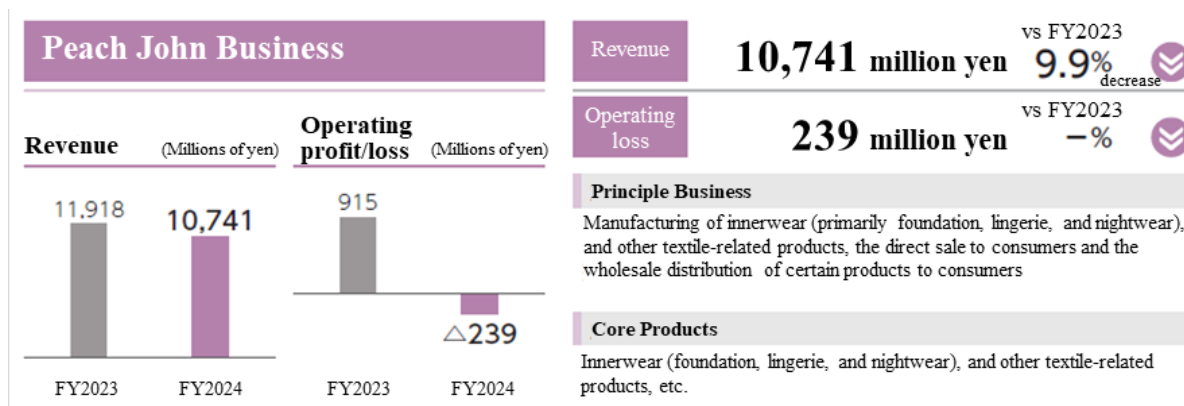 Peach John Business
Revenue (Millions of yen)
11,918
10,741
FY2023 FY2024
Operating
profit/loss (Millions of yen)
915
△239
FY2023 FY2024
Revenue
10,741 million yen
vs FY2023
9.9%
decrease
Operating
loss
239 million yen
vs FY2023
–%
Principle Business
Manufacturing of innerwear (primarily foundation, lingerie, and nightwear),
and other textile-related products, the direct sale to consumers and the
wholesale distribution of certain products to consumers
Core Products
Innerwear (foundation, lingerie, and nightwear), and other textile-related
products, etc.